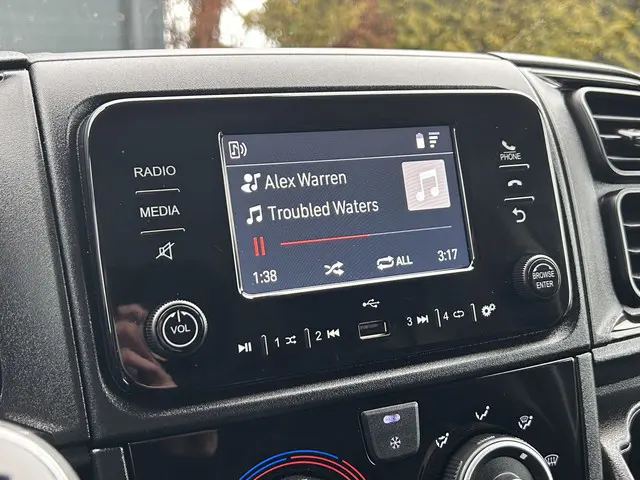 RADIO
MEDIA
Alex Warren
Troubled Waters
1:38
ALL
3:17
PHONE
BROWSE
ENTER
VOL
1
2
3
4